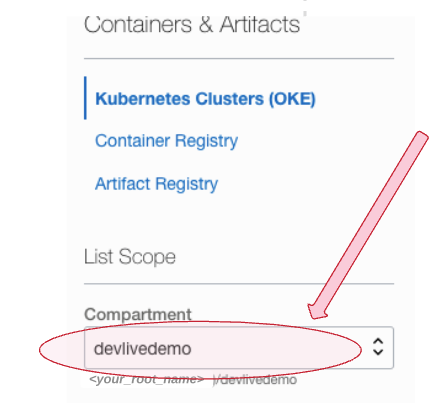 Containers & Artifacts
Kubernetes Clusters (OKE)
Container Registry
Artifact Registry
List Scope
Compartment
devlivedemo
<your_root_name> )/devlivedemo